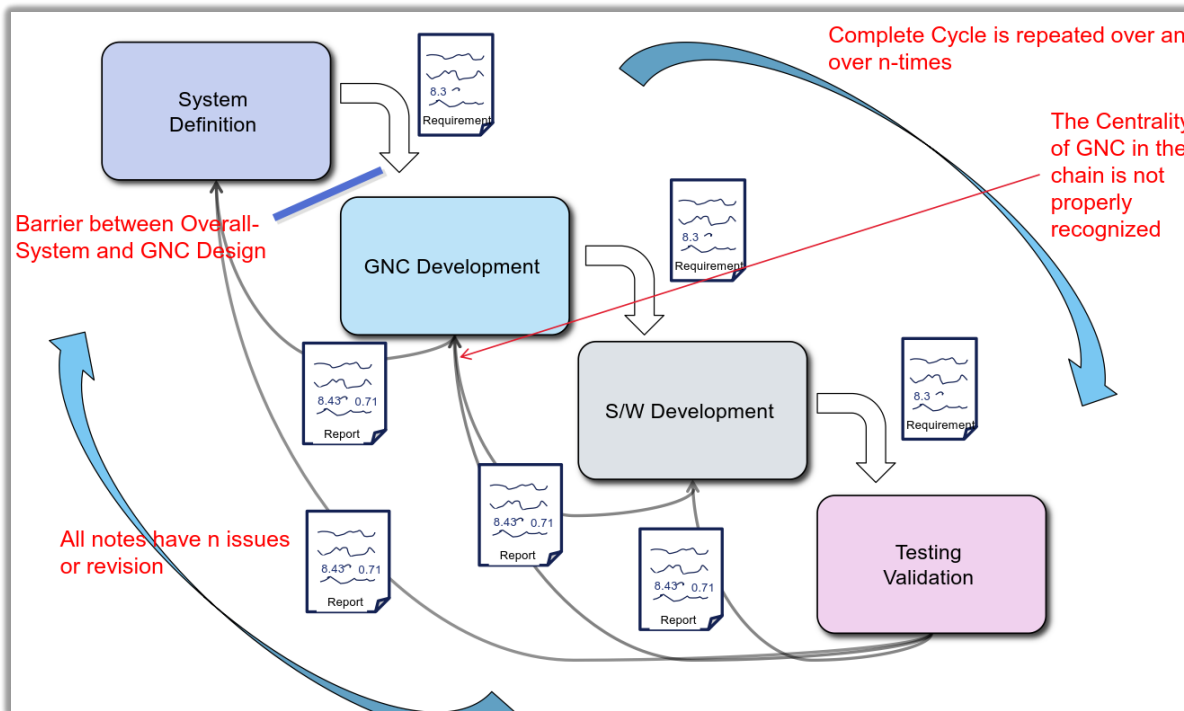 Complete Cycle is repeated over an
over n-times
System
Definition
8.3
Requirement
The Centrality
of GNC in the
chain is not
properly
recognized
Barrier between Overall-
System and GNC Design
GNC Development
8.3
Requirement
8.43 0.71
Report
S/W Development
8.3
Requirement
8.43 0.71
Report
All notes have n issues
or revision
8.43 0.71
Report
8.43 0.71
Report
Testing
Validation